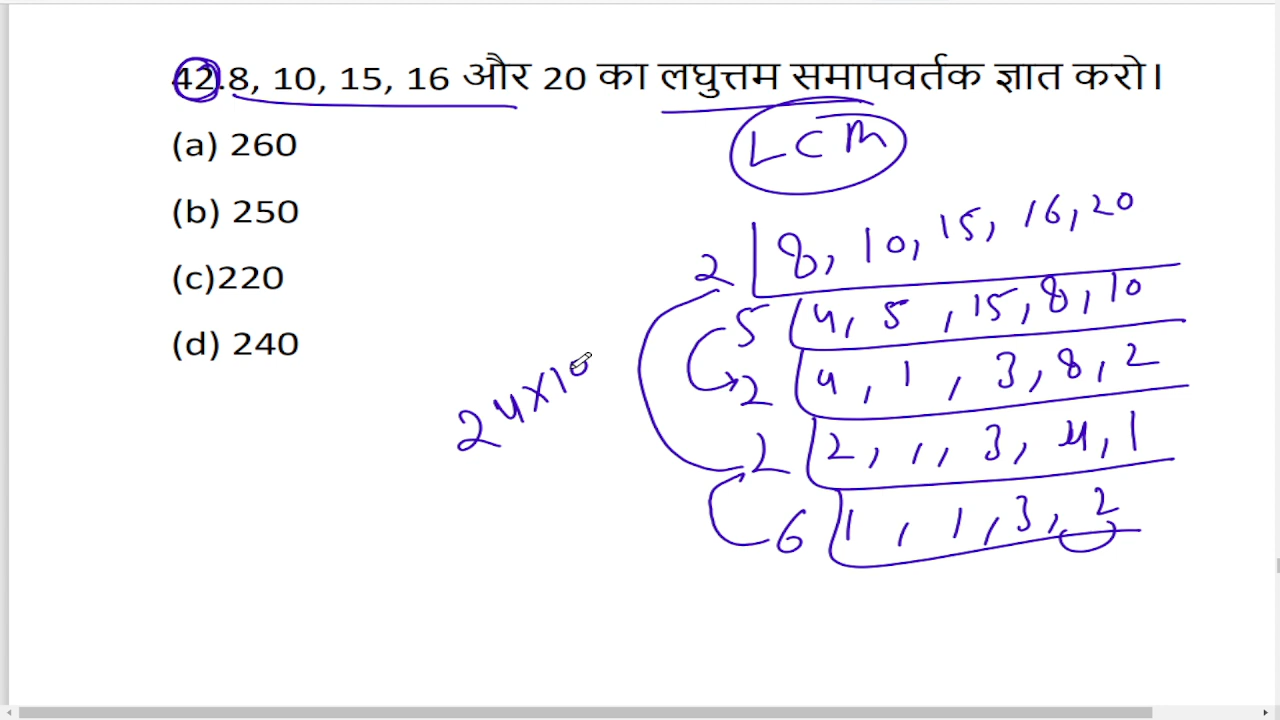 42.8, 10, 15, 16 और 20 का लघुत्तम समापवर्तक ज्ञात करो।
(a) 260
(b) 250
(c)220
(d) 240
LCM
2 8, 10, 15, 16, 20
5 4, 5, 15, 8, 10
2 4, 1, 3, 8, 2
2 2, 1, 3, 4, 1
6 1, 1, 3, 2
24x10